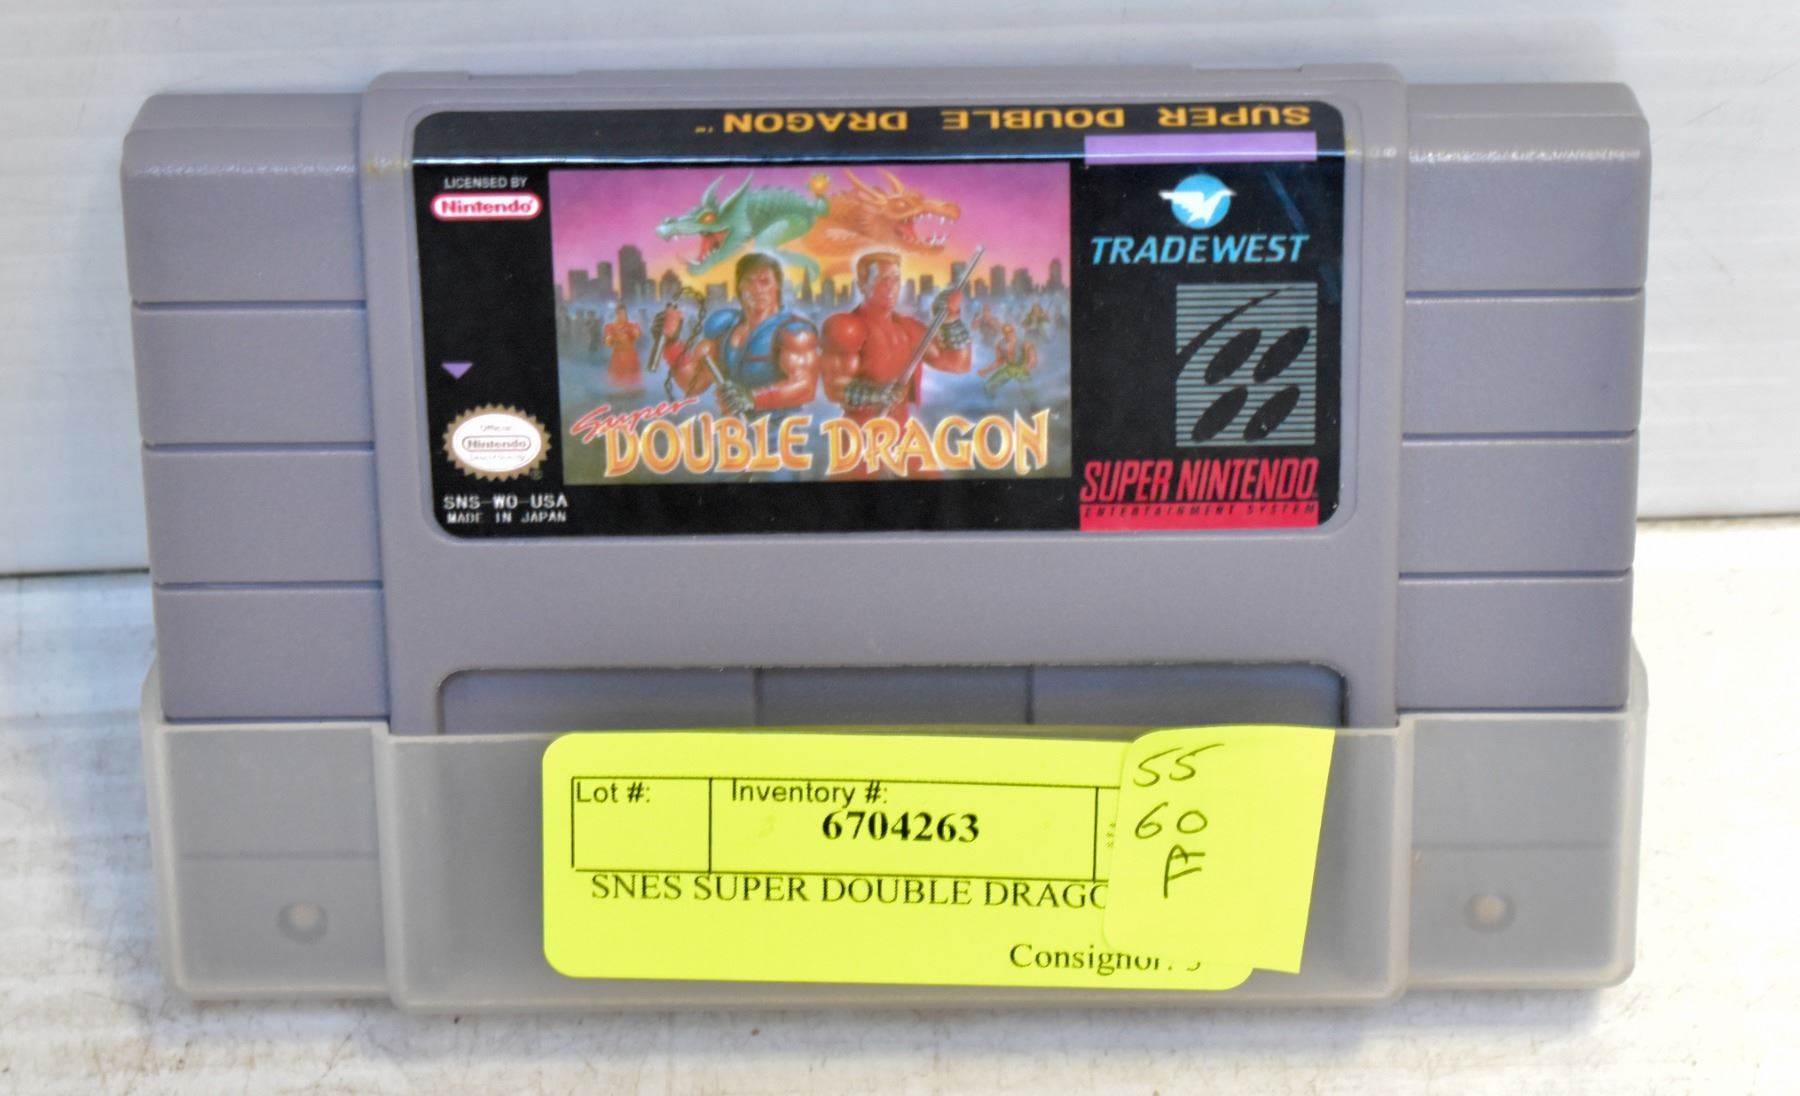 SUPER DOUBLE DRAGON™
LICENSED BY
Nintendo®
TRADEWEST
Super
DOUBLE DRAGON
Official
Nintendo
SNS-WO-USA
MADE IN JAPAN
SUPER NINTENDO
ENTERTAINMENT SYSTEM
Lot #:
Inventory #:
6704263
SNES SUPER DOUBLE DRAGO
Consignor:
55
60